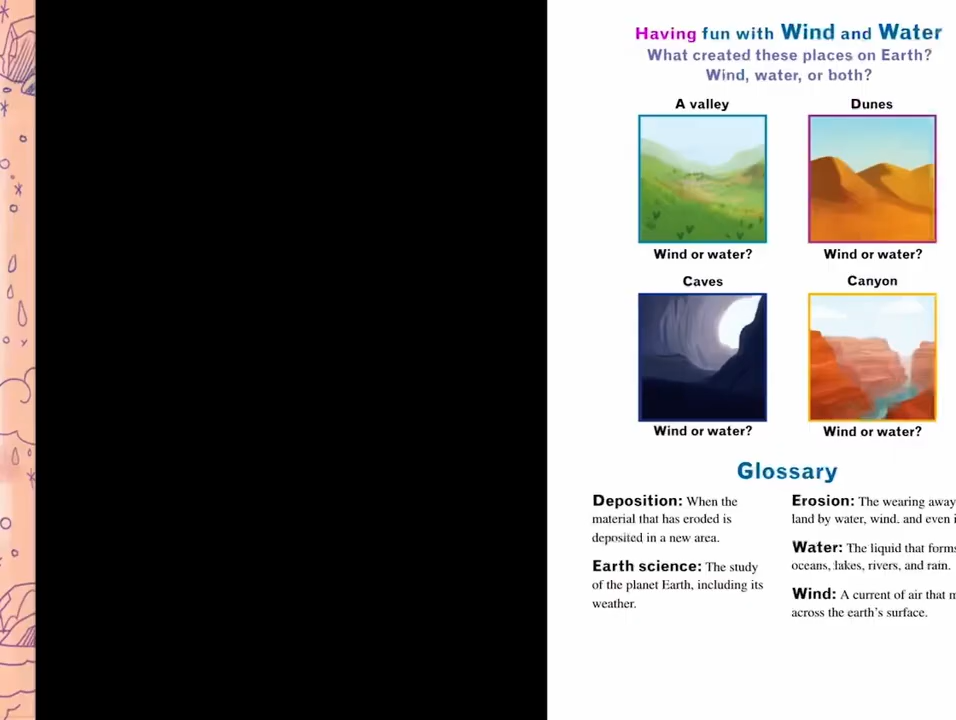 Having fun with Wind and Water
What created these places on Earth?
Wind, water, or both?
A valley
Dunes
Wind or water?
Wind or water?
Caves
Canyon
Wind or water?
Wind or water?
Glossary
Deposition: When the
material that has eroded is
deposited in a new area.
Earth science: The study
of the planet Earth, including its
weather.
Erosion: The wearing away
land by water, wind, and even
Water: The liquid that forms
oceans, lakes, rivers, and rain.
Wind: A current of air that
across the earth's surface.